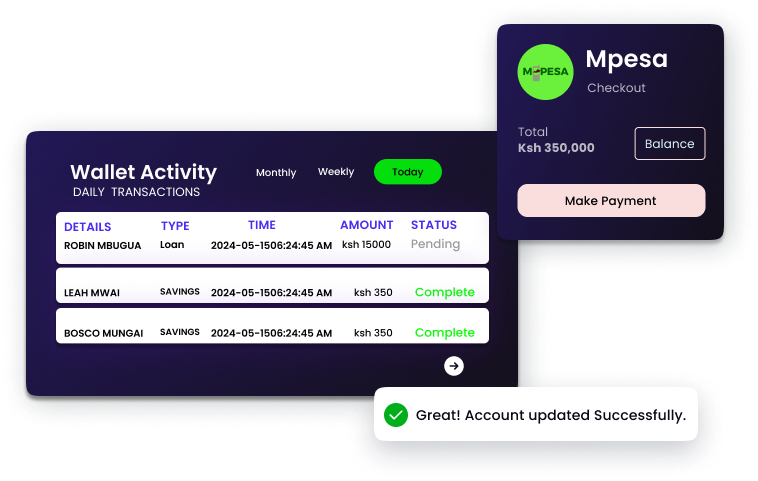 Mpesa
M PESA
Checkout
Total
Ksh 350,000
Balance
Make Payment
Wallet Activity
DAILY TRANSACTIONS
Monthly Weekly Today
DETAILS TYPE TIME AMOUNT STATUS
ROBIN MBUGUA Loan 2024-05-1506:24:45 AM ksh 15000 Pending
LEAH MWAI SAVINGS 2024-05-1506:24:45 AM ksh 350 Complete
BOSCO MUNGAI SAVINGS 2024-05-1506:24:45 AM ksh 350 Complete
Great! Account updated Successfully.